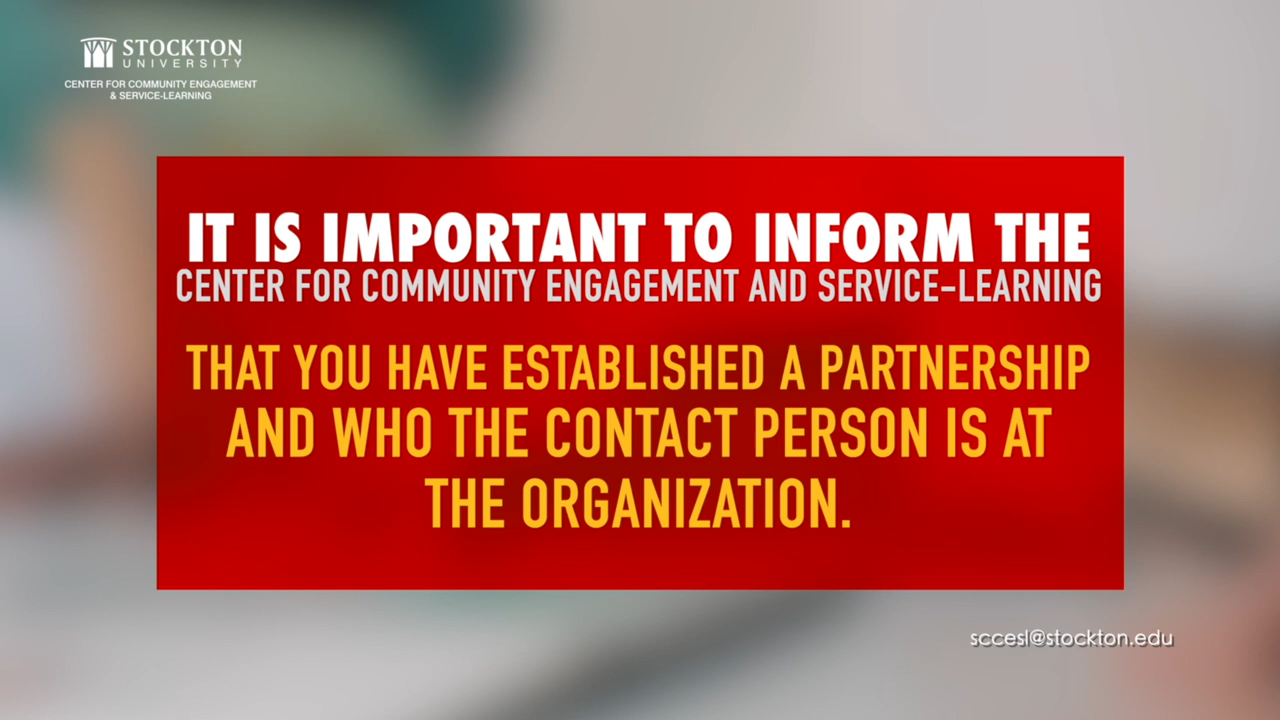 STOCKTON
UNIVERSITY
CENTER FOR COMMUNITY ENGAGEMENT
& SERVICE-LEARNING
IT IS IMPORTANT TO INFORM THE
CENTER FOR COMMUNITY ENGAGEMENT AND SERVICE-LEARNING
THAT YOU HAVE ESTABLISHED A PARTNERSHIP
AND WHO THE CONTACT PERSON IS AT
THE ORGANIZATION.
sccesl@stockton.edu